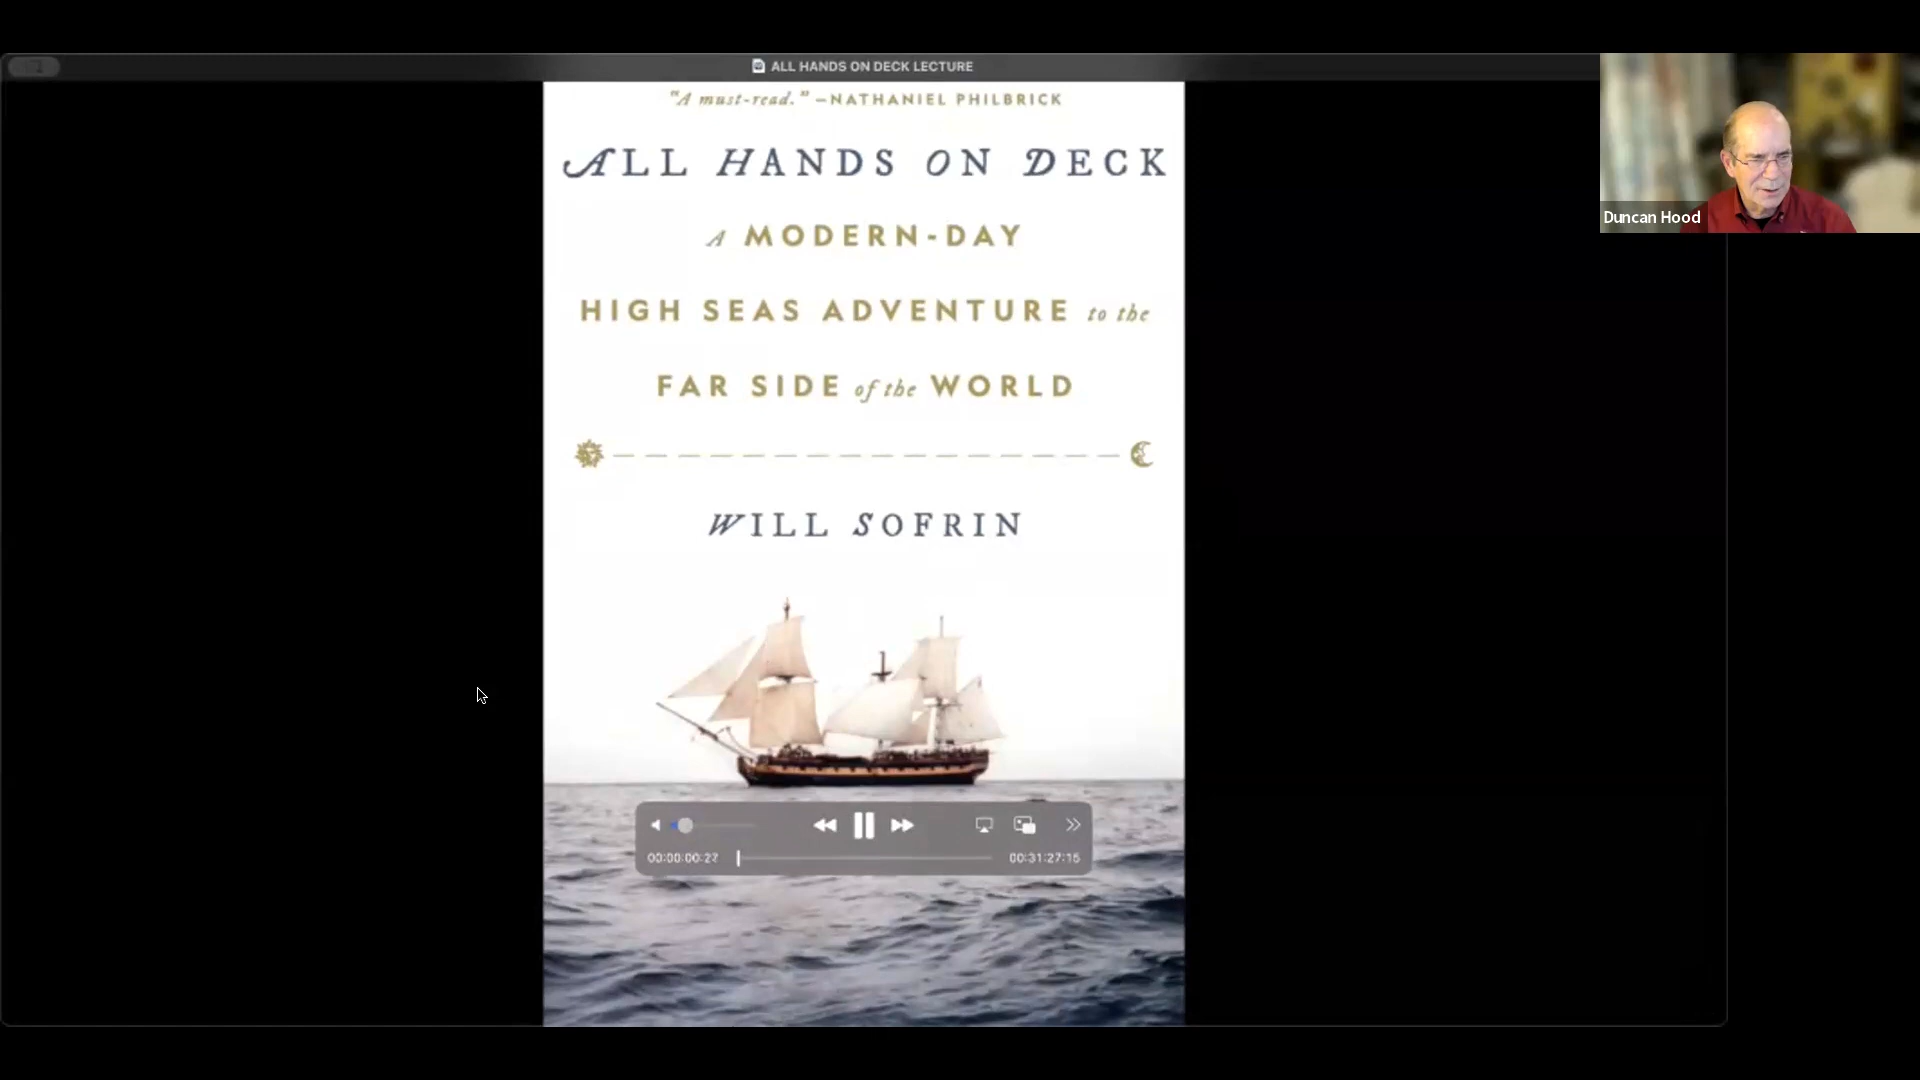 ALL HANDS ON DECK LECTURE
"A must-read." —NATHANIEL PHILBRICK
ALL HANDS ON DECK
A MODERN-DAY
HIGH SEAS ADVENTURE to the
FAR SIDE of the WORLD
WILL SOFRIN
00:00:00:27
00:31:27:15
Duncan Hood